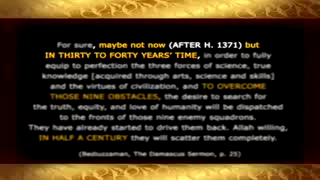 For sure, maybe not now (AFTER H. 1371) but
IN THIRTY TO FORTY YEARS' TIME, in order to fully
equip to perfection the three forces of science, true
knowledge [acquired through arts, science and skills]
and the virtues of civilization, and TO OVERCOME
THOSE NINE OBSTACLES, the desire to search for
the truth, equity, and love of humanity will be dispatched
to the fronts of those nine enemy squadrons.
They have already started to drive them back. Allah willing,
IN HALF A CENTURY they will scatter them completely.
(Bediuzzaman, The Damascus Sermon, p. 25)